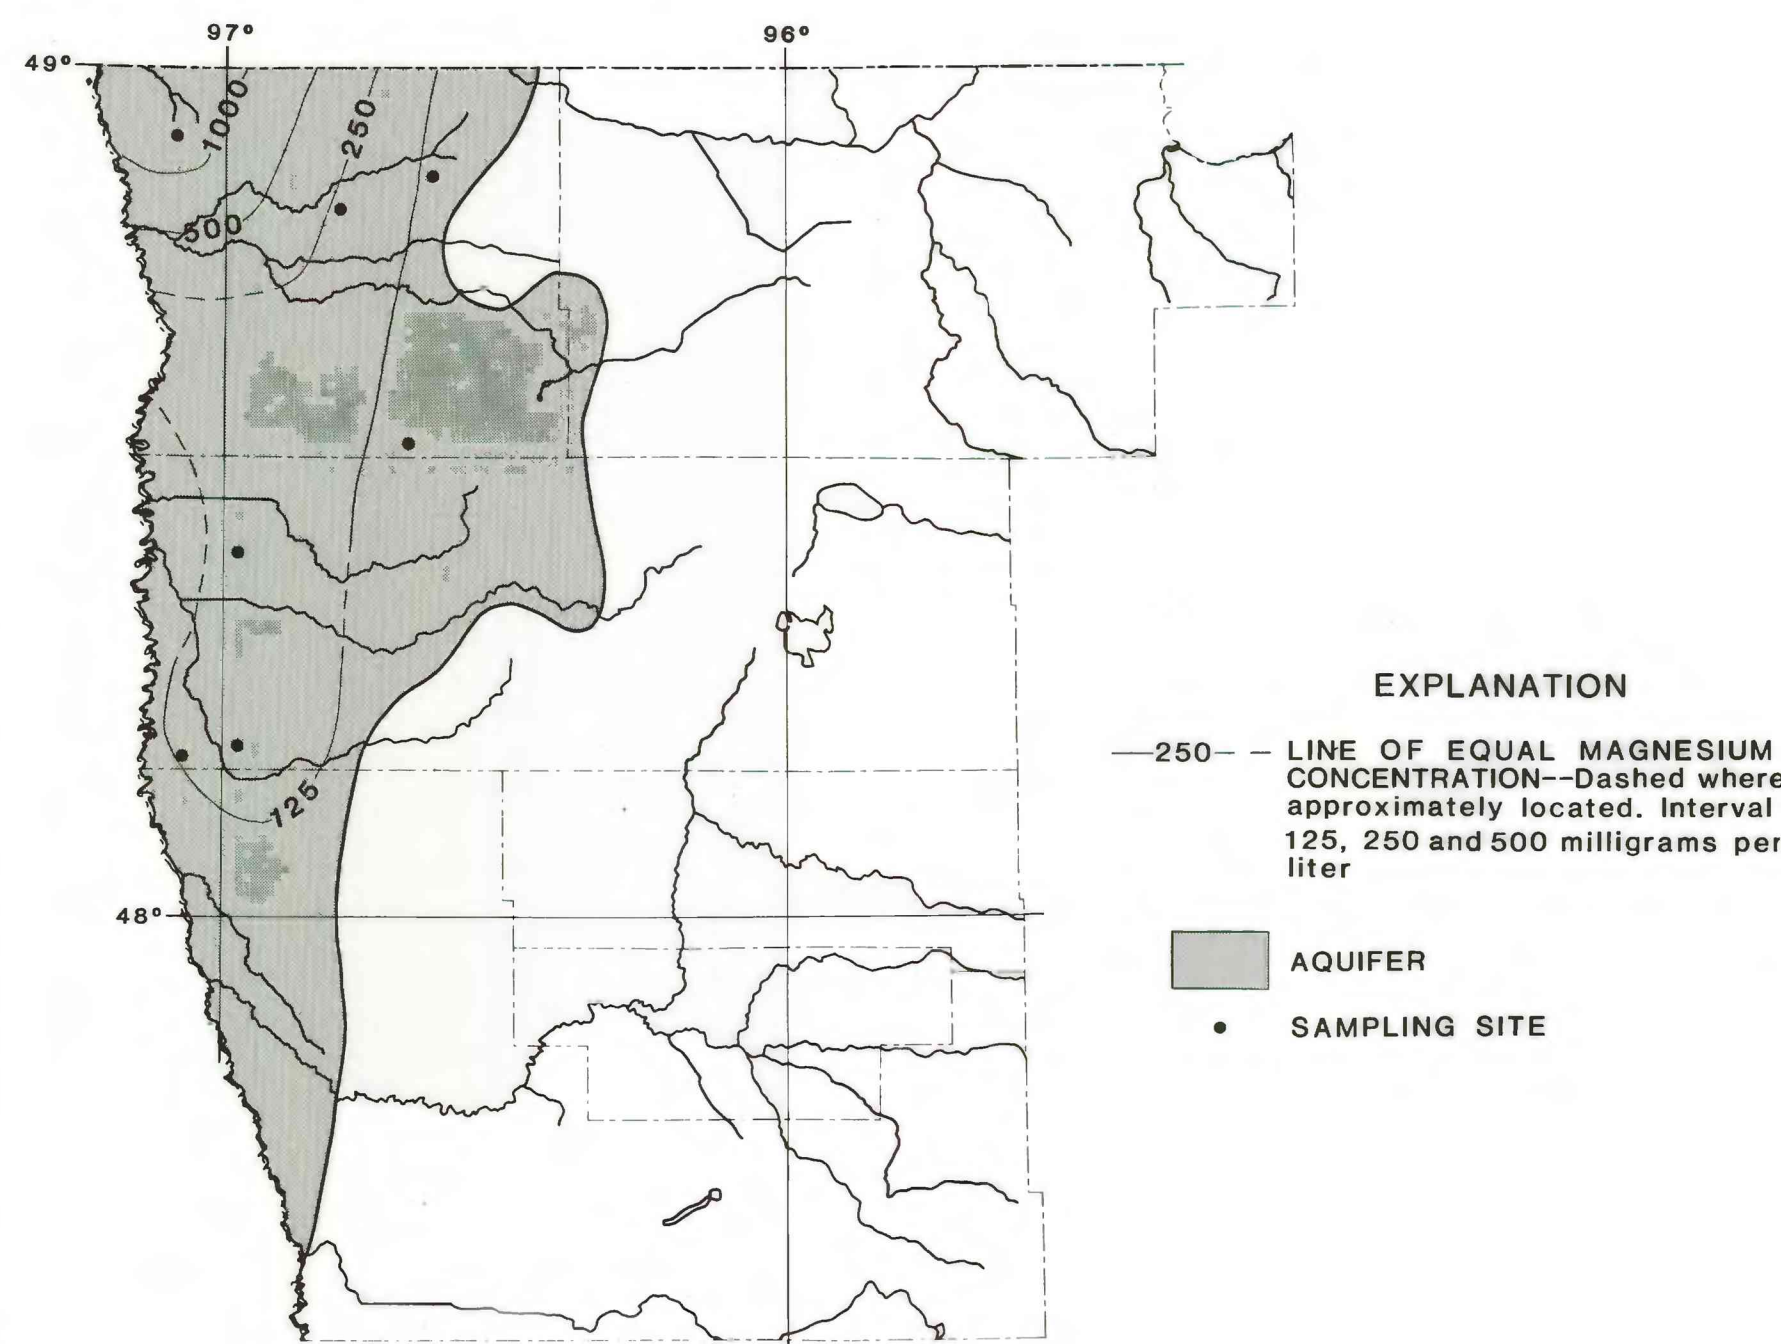 97°
96°
49°
1000
250
500
125
48°
EXPLANATION
—250– – LINE OF EQUAL MAGNESIUM
CONCENTRATION--Dashed where
approximately located. Interval
125, 250 and 500 milligrams per
liter
AQUIFER
SAMPLING SITE